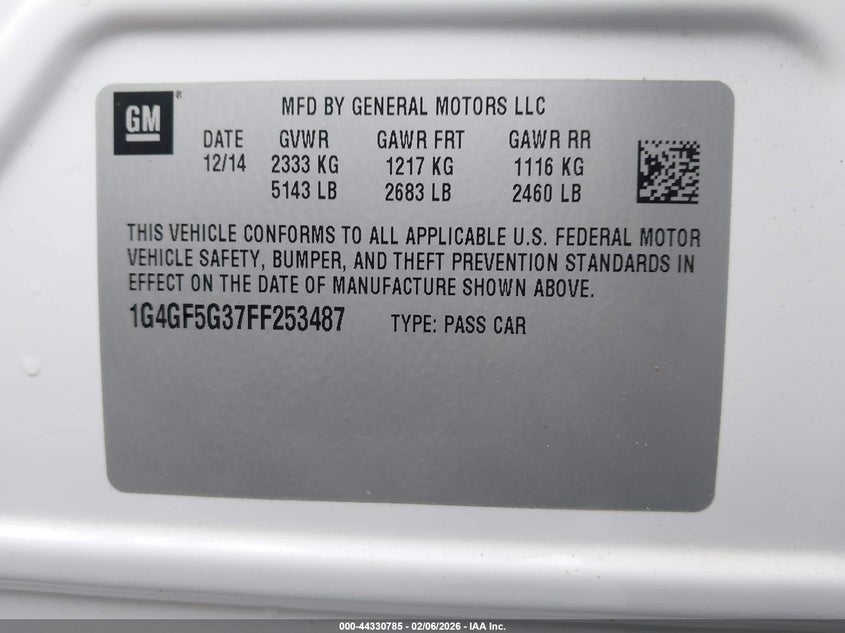 GM®
MFD BY GENERAL MOTORS LLC
DATE GVWR GAWR FRT GAWR RR
12/14 2333 KG 1217 KG 1116 KG
5143 LB 2683 LB 2460 LB
THIS VEHICLE CONFORMS TO ALL APPLICABLE U.S. FEDERAL MOTOR
VEHICLE SAFETY, BUMPER, AND THEFT PREVENTION STANDARDS IN
EFFECT ON THE DATE OF MANUFACTURE SHOWN ABOVE.
1G4GF5G37FF253487 TYPE: PASS CAR
000-44330785 - 02/06/2026 - IAA Inc.